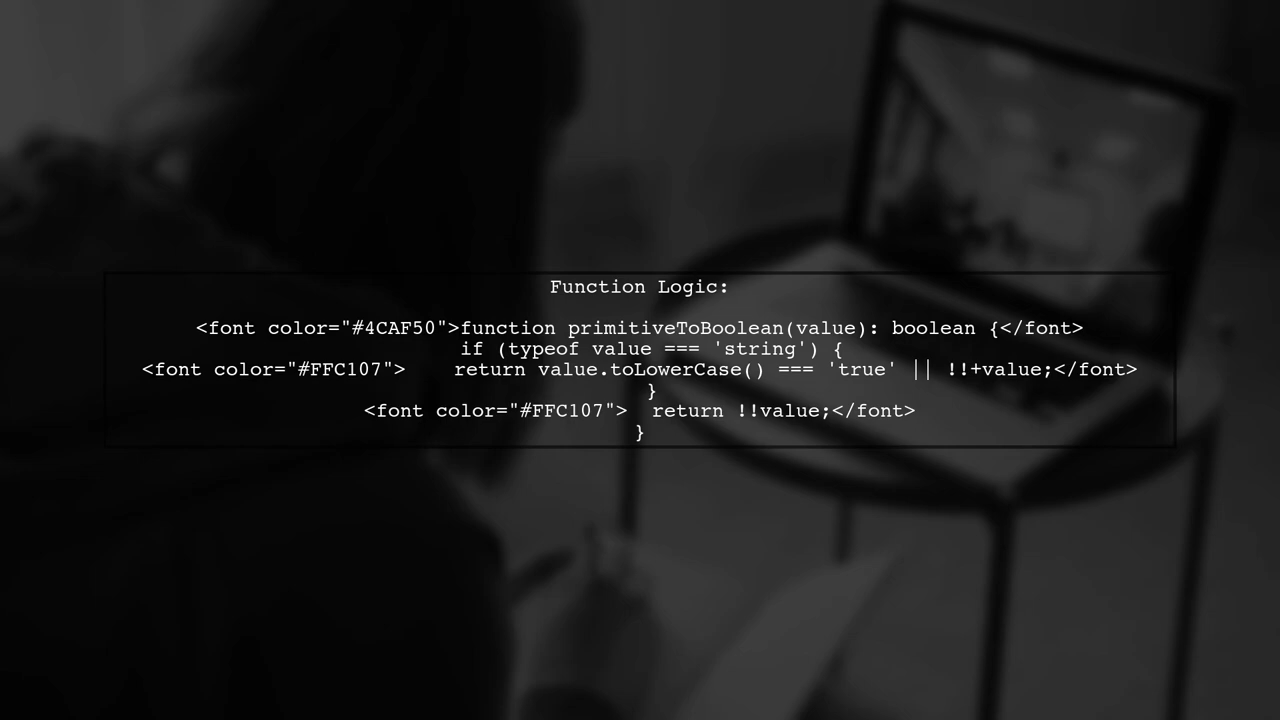 Function Logic:
<font color="#4CAF50">function primitiveToBoolean(value): boolean {</font>
if (typeof value === 'string') {
<font color="#FFC107">    return value.toLowerCase() === 'true' || !!+value;</font>
}
<font color="#FFC107">  return !!value;</font>
}